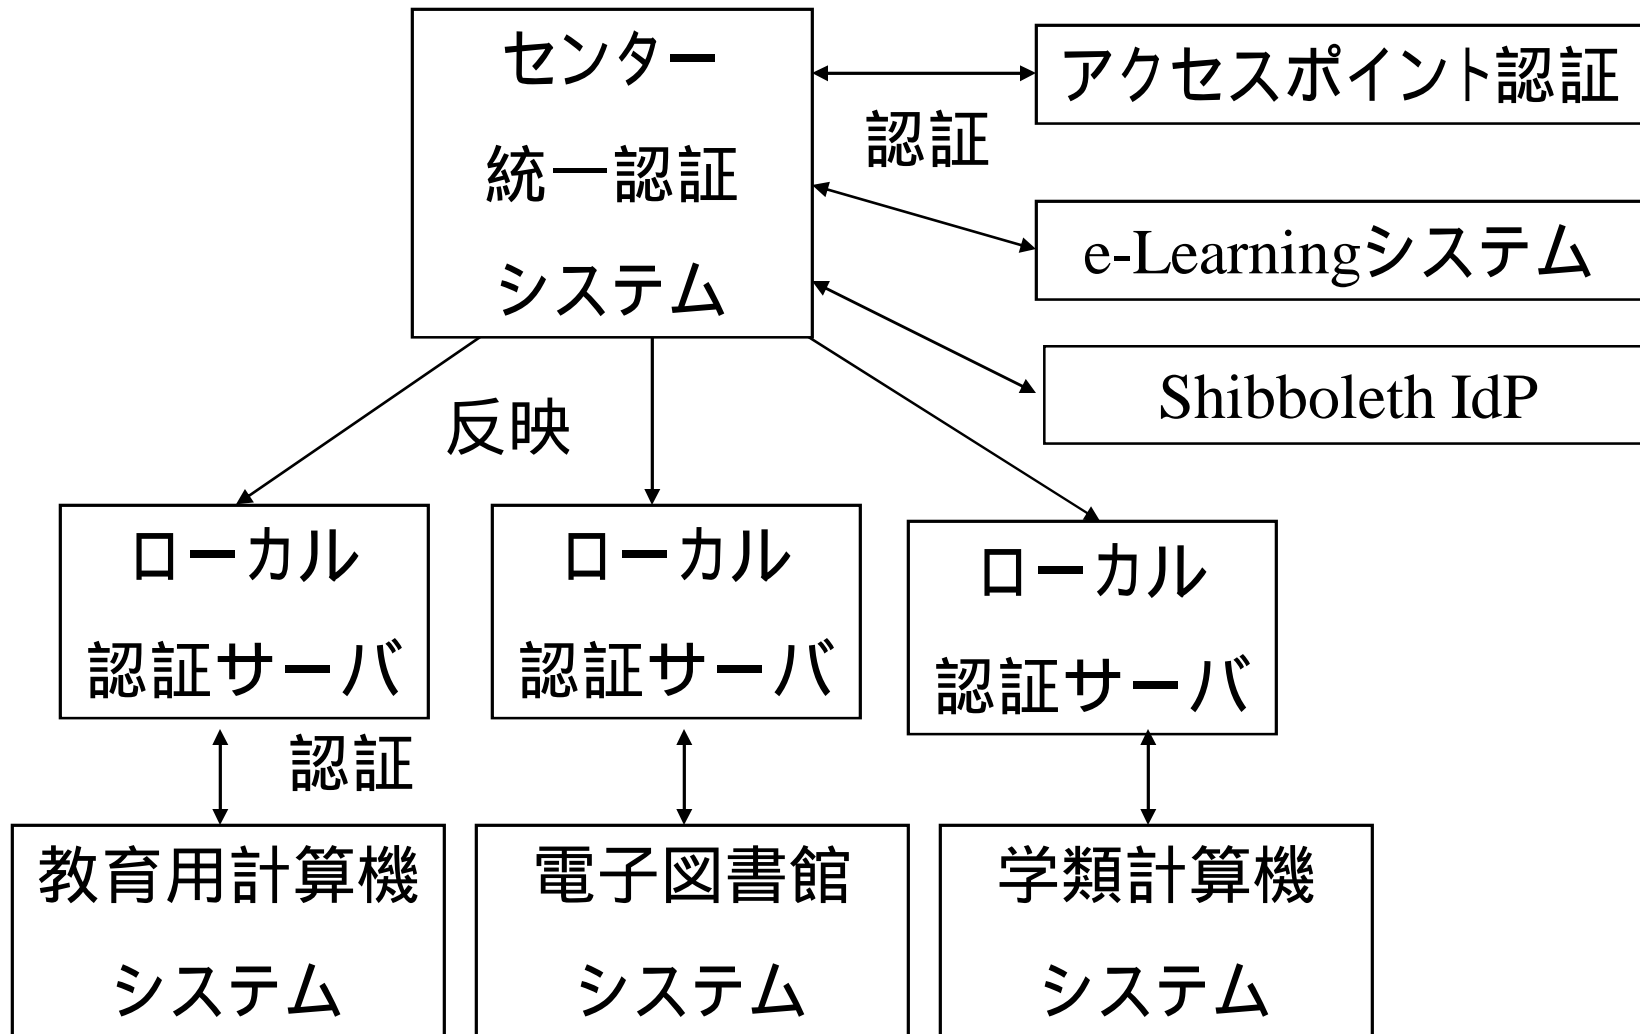 センター
統一認証
システム
アクセスポイント認証
認証
e-Learningシステム
Shibboleth IdP
反映
ローカル
認証サーバ
ローカル
認証サーバ
ローカル
認証サーバ
認証
教育用計算機
システム
電子図書館
システム
学類計算機
システム